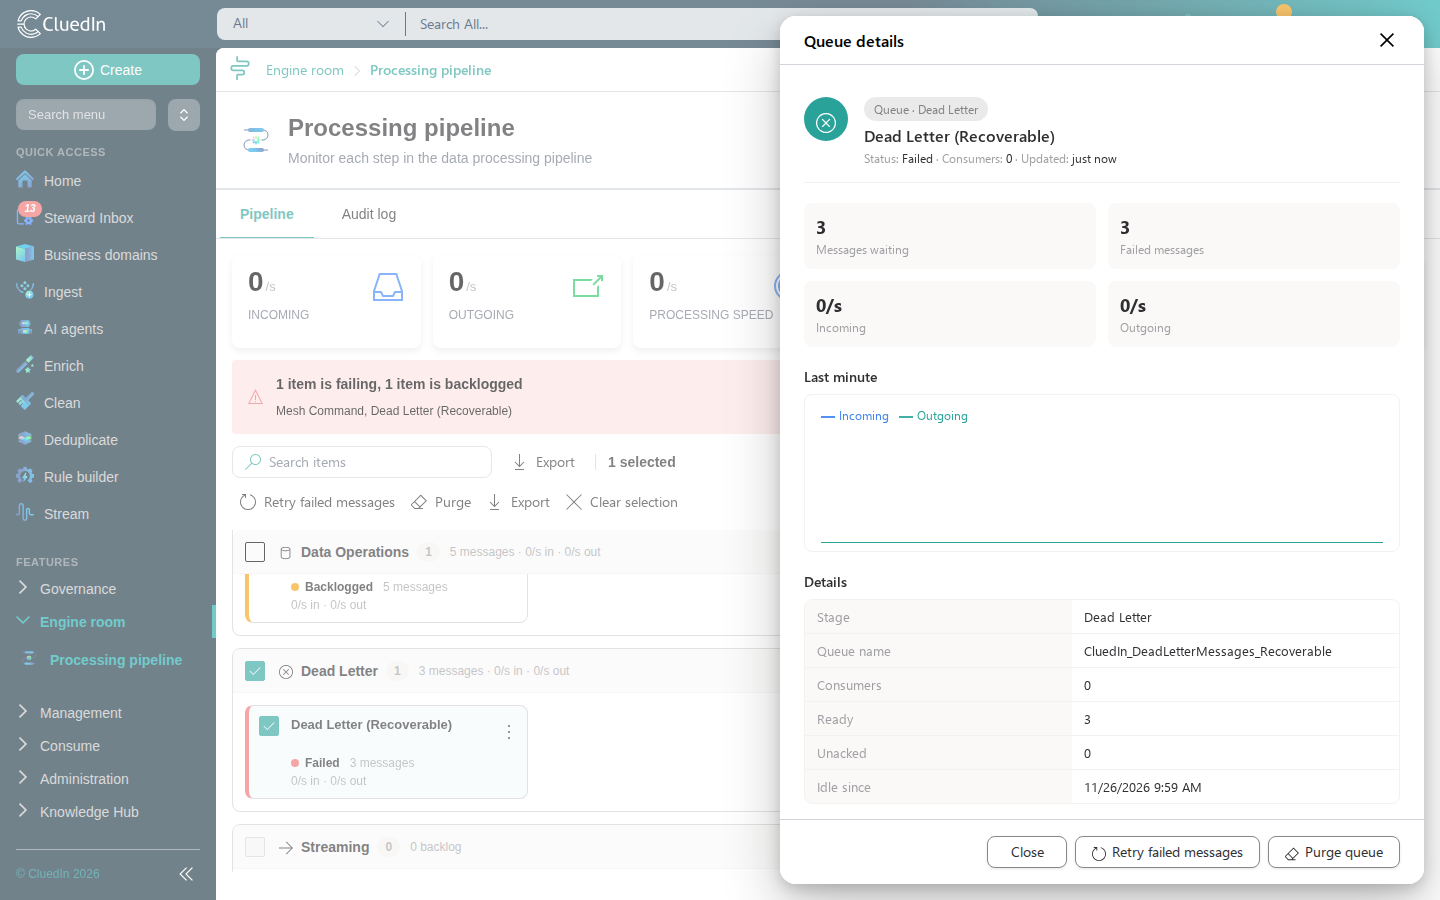 CluedIn
All
Search All...
Create
Search menu
QUICK ACCESS
Home
13
Steward Inbox
Business domains
Ingest
AI agents
Enrich
Clean
Deduplicate
Rule builder
Stream
FEATURES
Governance
Engine room
Processing pipeline
Management
Consume
Administration
Knowledge Hub
© CluedIn 2026
Engine room
Processing pipeline
Processing pipeline
Monitor each step in the data processing pipeline
Pipeline
Audit log
0 /s
INCOMING
0 /s
OUTGOING
0 /s
PROCESSING SPEED
1 item is failing, 1 item is backlogged
Mesh Command, Dead Letter (Recoverable)
Search items
Export
1 selected
Retry failed messages
Purge
Export
Clear selection
Data Operations 1 5 messages · 0/s in · 0/s out
Backlogged 5 messages
0/s in · 0/s out
Dead Letter 1 3 messages · 0/s in · 0/s out
Dead Letter (Recoverable)
Failed 3 messages
0/s in · 0/s out
Streaming 0 0 backlog
Queue details
Queue · Dead Letter
Dead Letter (Recoverable)
Status: Failed · Consumers: 0 · Updated: just now
3
Messages waiting
3
Failed messages
0/s
Incoming
0/s
Outgoing
Last minute
Incoming
Outgoing
Details
Stage Dead Letter
Queue name CluedIn_DeadLetterMessages_Recoverable
Consumers 0
Ready 3
Unacked 0
Idle since 11/26/2026 9:59 AM
Close
Retry failed messages
Purge queue